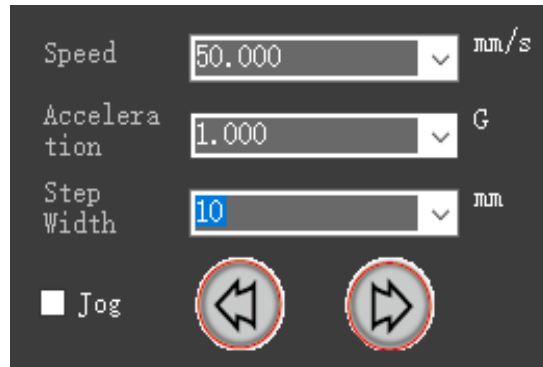 Speed 50.000 mm/s
Accelera
tion 1.000 G
Step
Width 10 mm
Jog